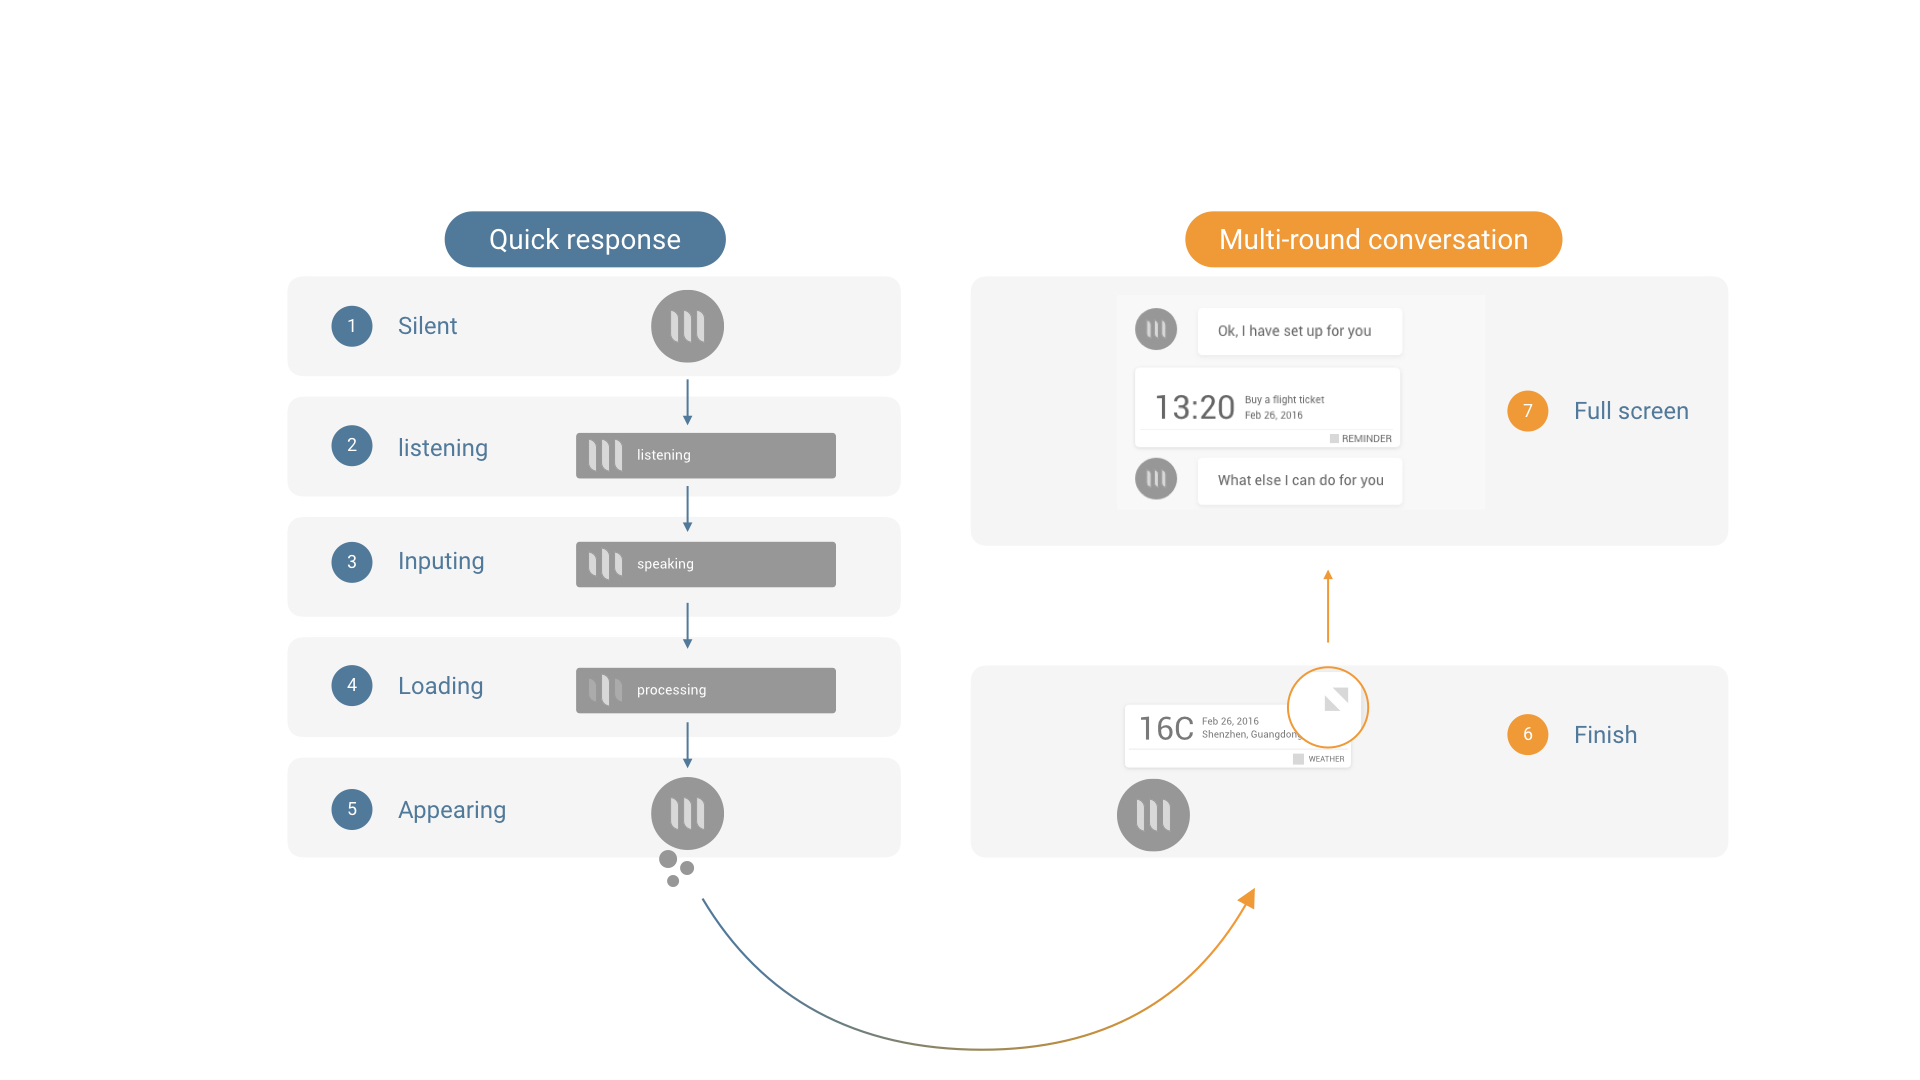 Quick response
1 Silent
2 listening
listening
3 Inputing
speaking
4 Loading
processing
5 Appearing
Multi-round conversation
Ok, I have set up for you
13:20
Buy a flight ticket
Feb 26, 2016
REMINDER
What else I can do for you
7 Full screen
16C
Feb 26, 2016
Shenzhen, Guangdong
WEATHER
6 Finish